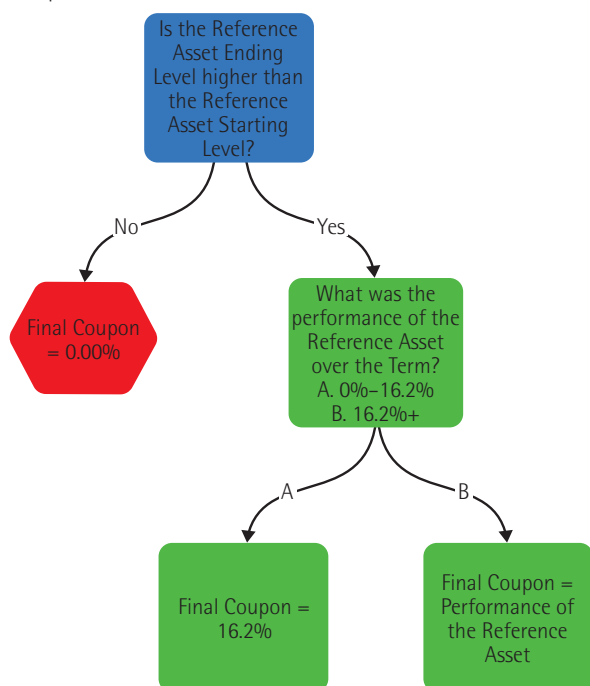 Is the Reference
Asset Ending
Level higher than
the Reference
Asset Starting
Level?
No
Yes
Final Coupon
= 0.00%
What was the
performance of the
Reference Asset
over the Term?
A. 0%–16.2%
B. 16.2%+
A
B
Final Coupon =
16.2%
Final Coupon =
Performance of
the Reference
Asset